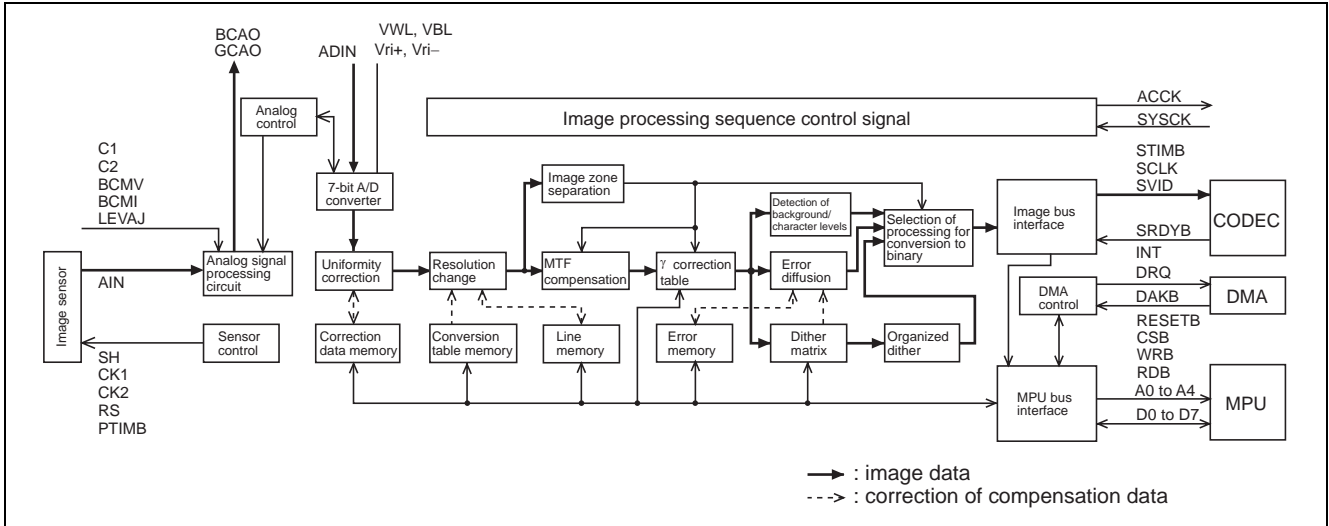 BCAO
GCAO
ADIN
VWL, VBL
Vri+, Vri−
Analog
control
Image processing sequence control signal
ACCK
SYSCK
C1
C2
BCMV
BCMI
LEVAJ
7-bit A/D
converter
Image zone
separation
Detection of
background/
character levels
Selection of
processing for
conversion to
binary
Image bus
interface
STIMB
SCLK
SVID
SRDYB
CODEC
Image sensor
AIN
Analog signal
processing
circuit
Uniformity
correction
Resolution
change
MTF
compensation
γ correction
table
Error
diffusion
INT
DRQ
DAKB
DMA
control
DMA
Sensor
control
Correction
data memory
Conversion
table memory
Line
memory
Error
memory
Dither
matrix
Organized
dither
SH
CK1
CK2
RS
PTIMB
RESETB
CSB
WRB
RDB
A0 to A4
D0 to D7
MPU bus
interface
MPU
: image data
: correction of compensation data